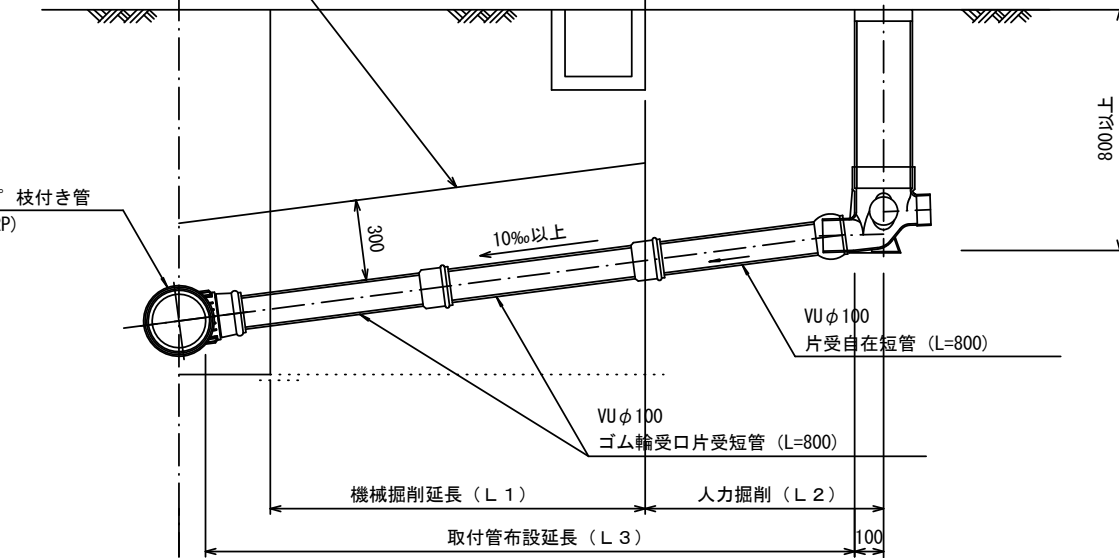 800以上
枝付き管
P)
300
10‰以上
VUφ100
片受自在短管 (L=800)
VUφ100
ゴム輪受口片受短管 (L=800)
機械掘削延長(L1)
人力掘削(L2)
取付管布設延長(L3)
100